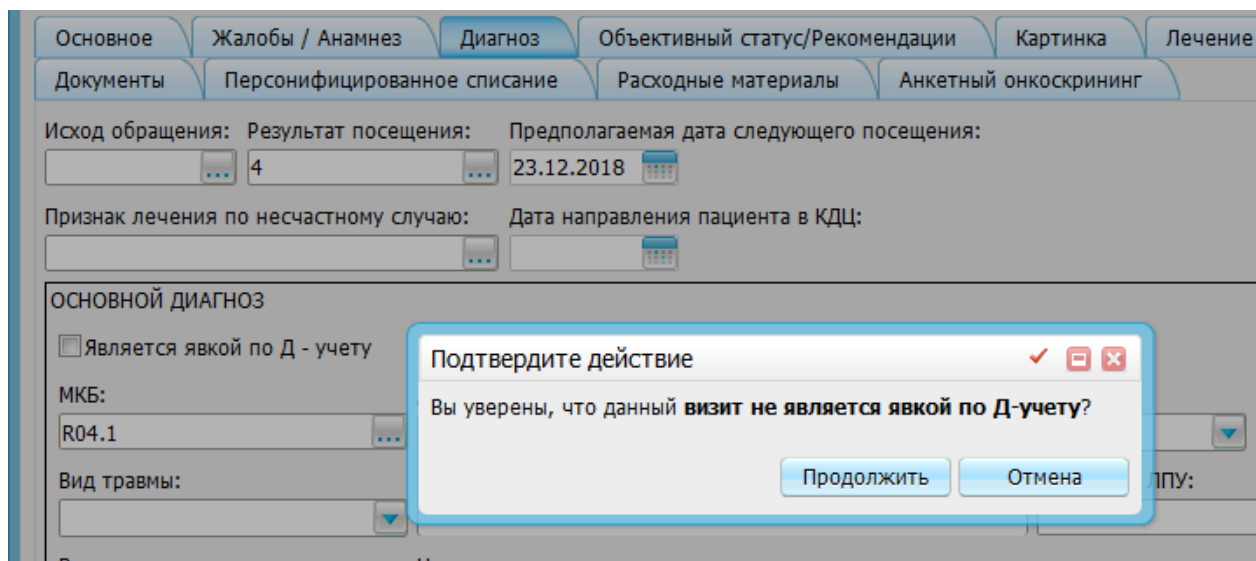 Основное Жалобы / Анамнез Диагноз Объективный статус/Рекомендации Картинка Лечение
Документы Персонифицированное списание Расходные материалы Анкетный онкоскрининг
Исход обращения: Результат посещения: Предполагаемая дата следующего посещения:
... 4 ... 23.12.2018
Признак лечения по несчастному случаю: Дата направления пациента в КДЦ:
...
ОСНОВНОЙ ДИАГНОЗ
Является явкой по Д - учету
Подтвердите действие
МКБ:
Вы уверены, что данный визит не является явкой по Д-учету?
R04.1 ...
Продолжить Отмена
Вид травмы: ЛПУ: